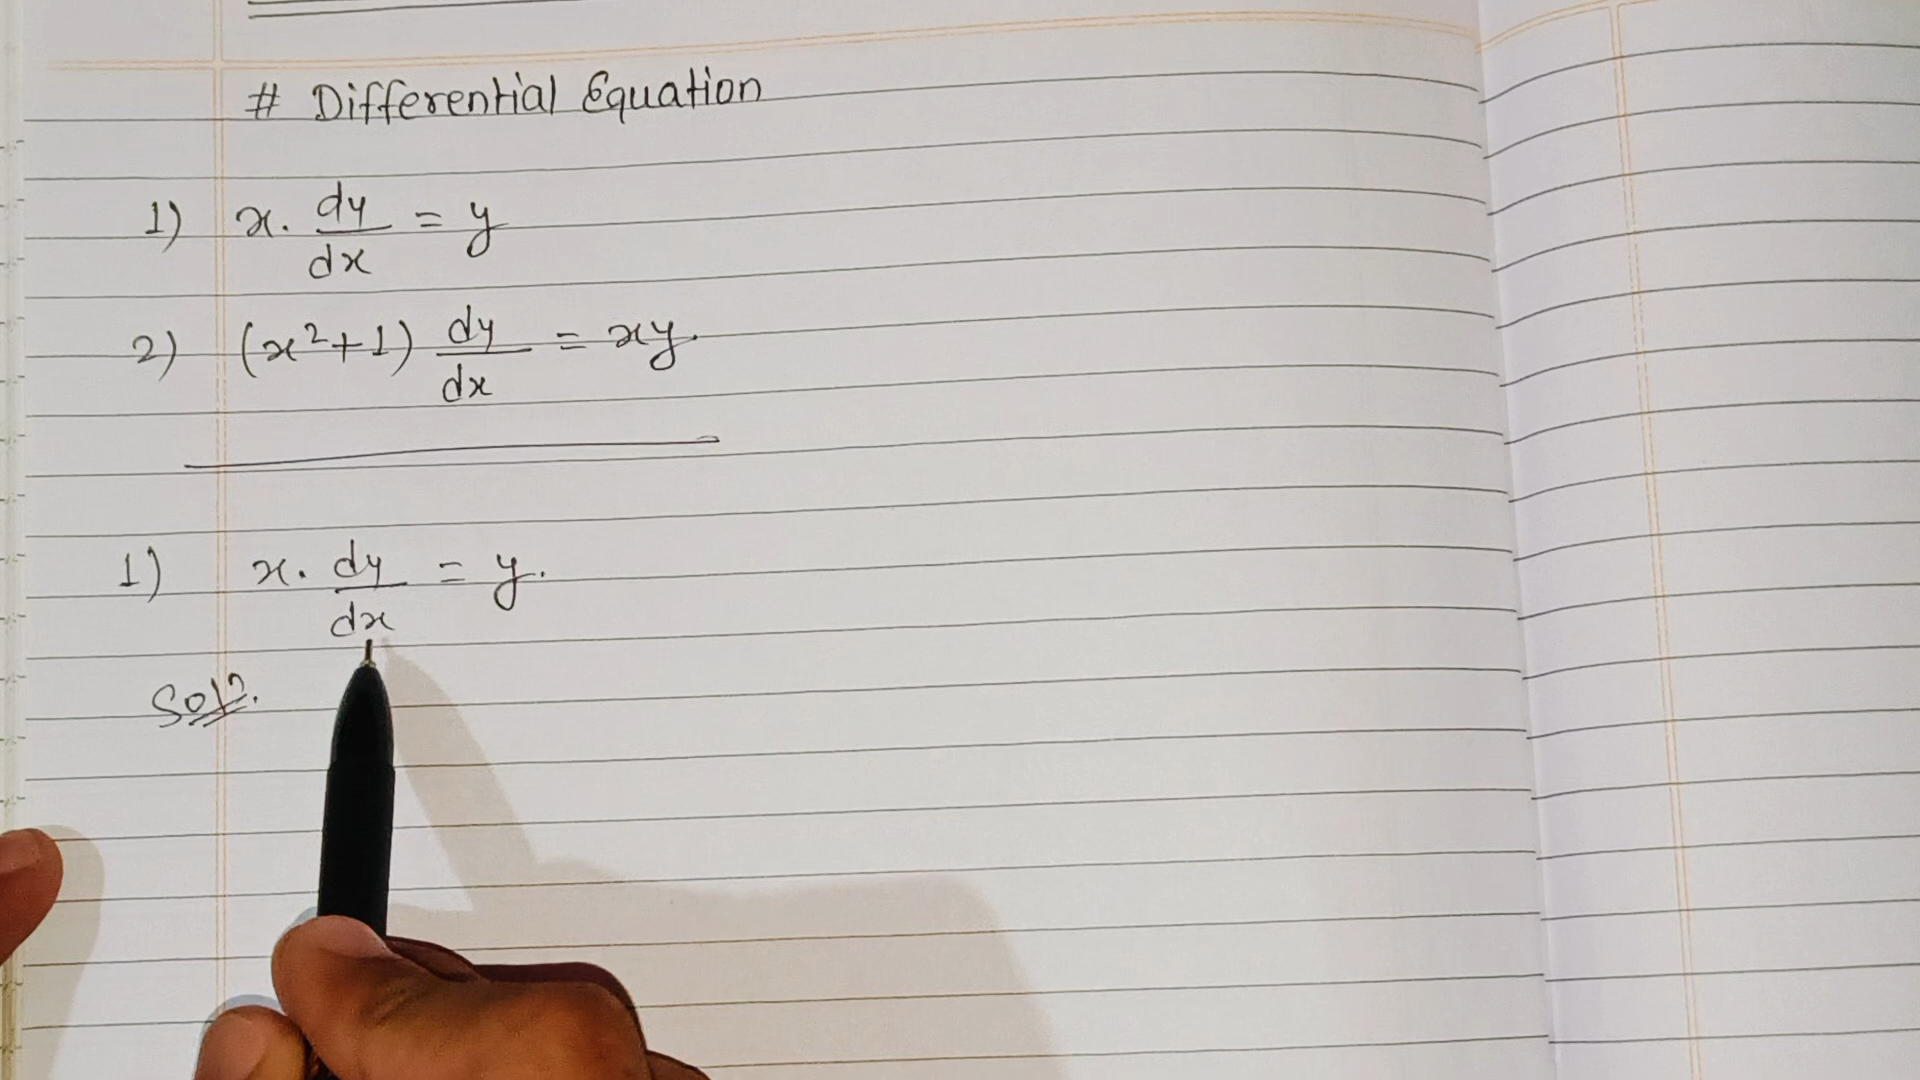 # Differential Equation
1) x. dy/dx = y
2) (x²+1) dy/dx = xy.
1) x. dy/dx = y.
Solⁿ.